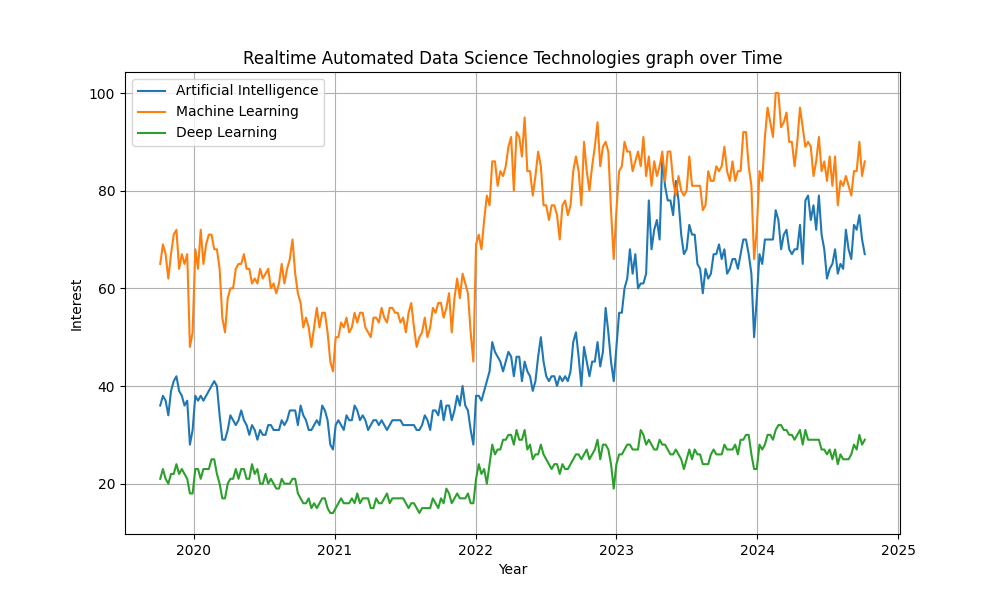 Realtime Automated Data Science Technologies graph over Time
Artificial Intelligence
Machine Learning
Deep Learning
100
80
60
40
20
Interest
2020 2021 2022 2023 2024 2025
Year